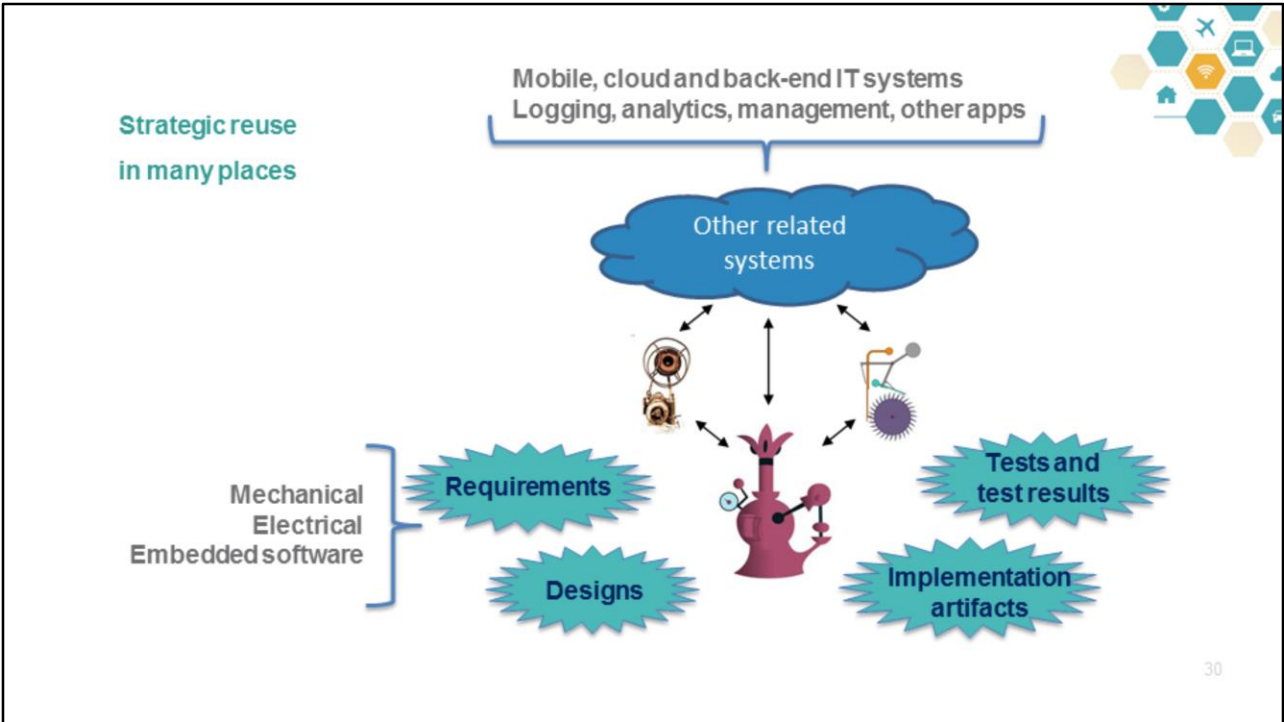 Strategic reuse
in many places
Mobile, cloud and back-end IT systems
Logging, analytics, management, other apps
Other related
systems
Mechanical
Electrical
Embedded software
Requirements
Designs
Tests and
test results
Implementation
artifacts
30